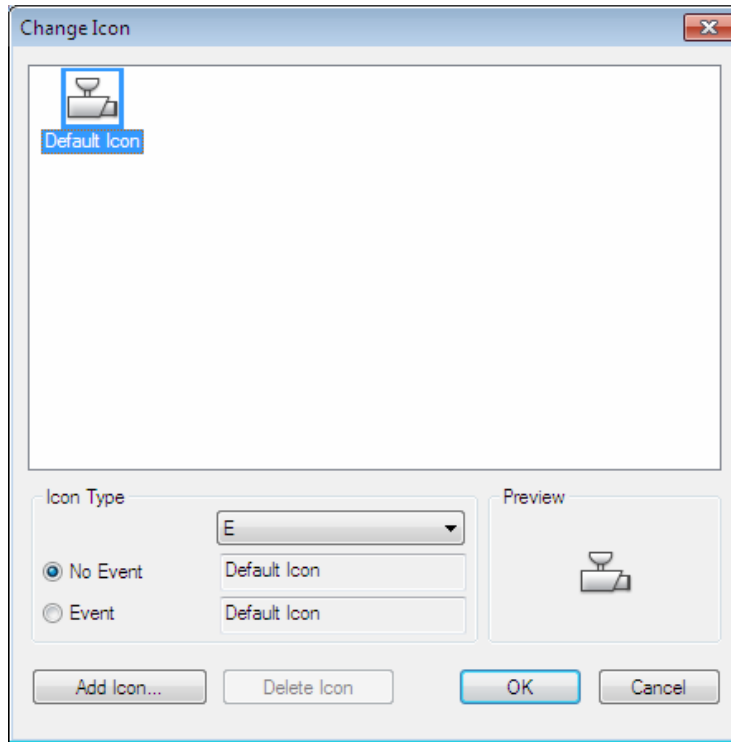 Change Icon
Default Icon
Icon Type
Preview
E
No Event
Default Icon
Event
Default Icon
Add Icon...
Delete Icon
OK
Cancel